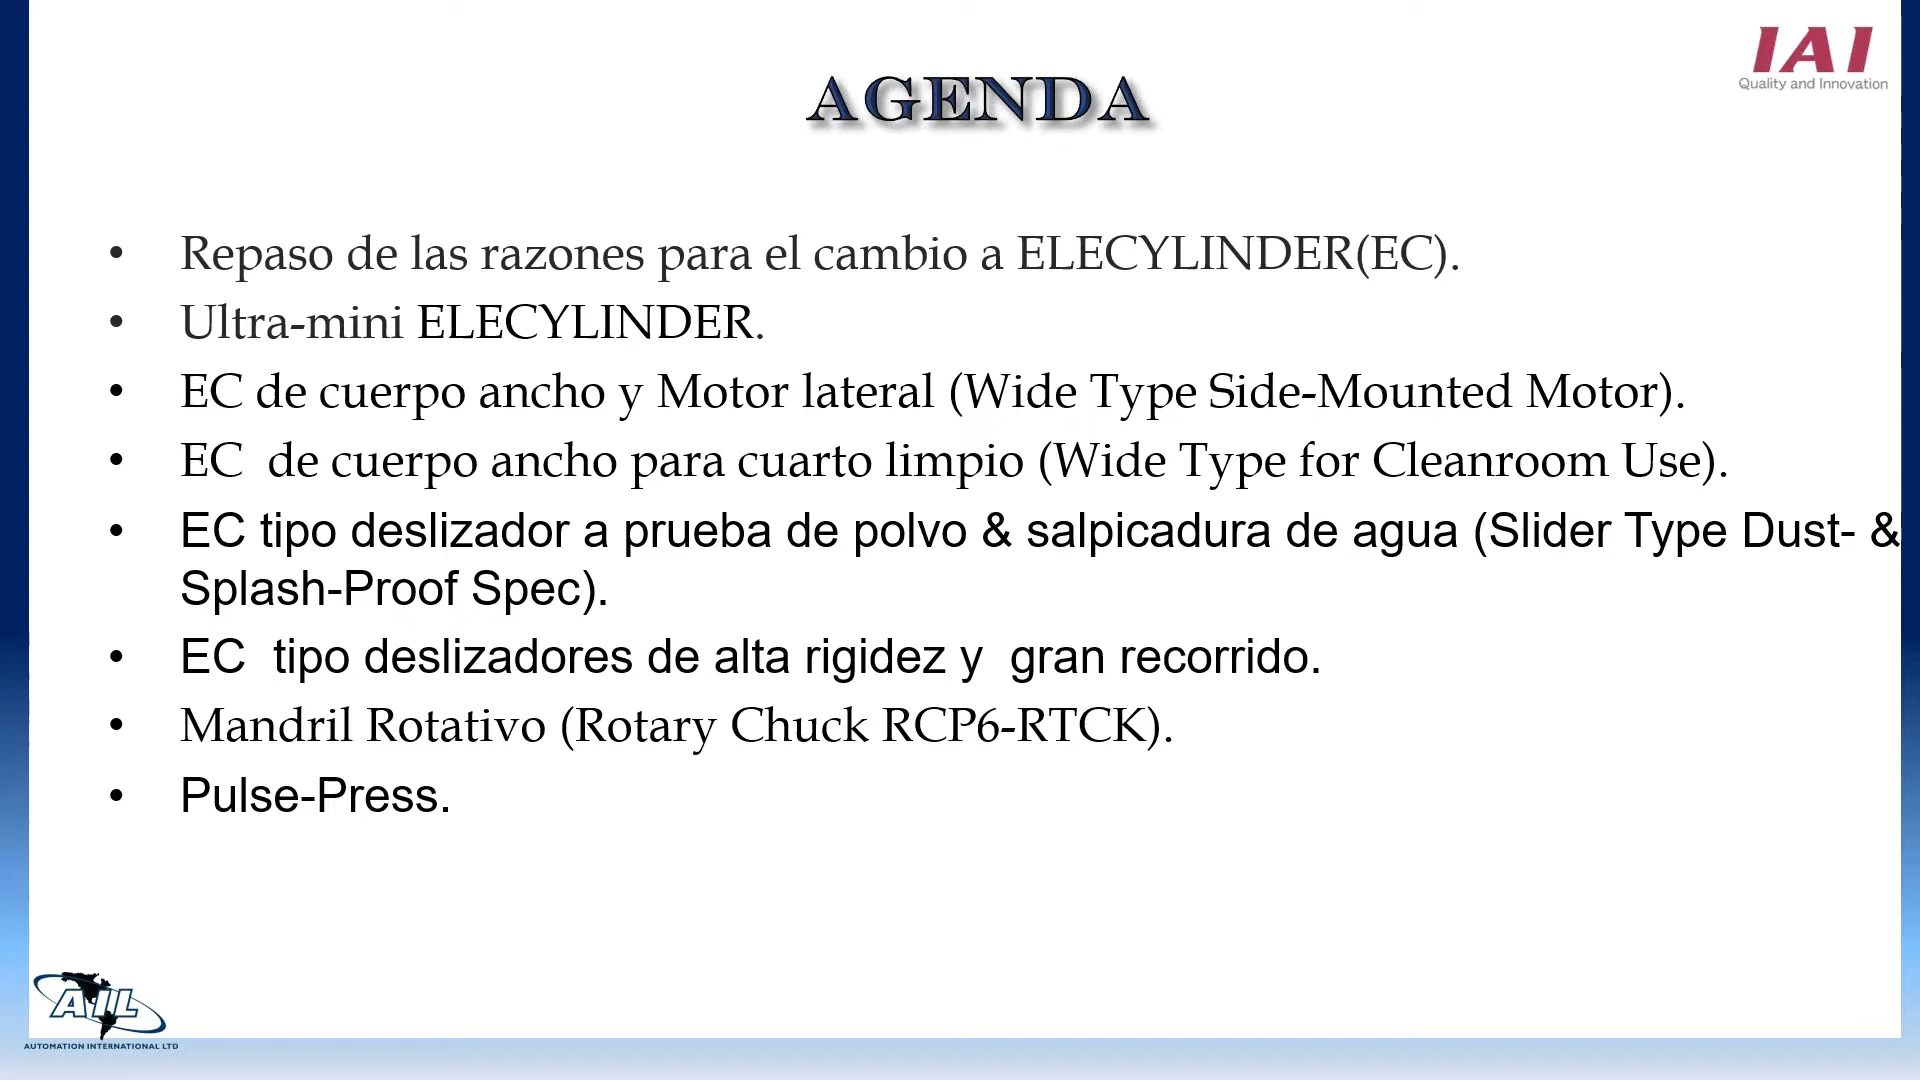 IAI
Quality and Innovation
AGENDA
• Repaso de las razones para el cambio a ELECYLINDER(EC).
• Ultra-mini ELECYLINDER.
• EC de cuerpo ancho y Motor lateral (Wide Type Side-Mounted Motor).
• EC  de cuerpo ancho para cuarto limpio (Wide Type for Cleanroom Use).
• EC tipo deslizador a prueba de polvo & salpicadura de agua (Slider Type Dust- &
Splash-Proof Spec).
• EC  tipo deslizadores de alta rigidez y  gran recorrido.
• Mandril Rotativo (Rotary Chuck RCP6-RTCK).
• Pulse-Press.
AIL
AUTOMATION INTERNATIONAL LTD